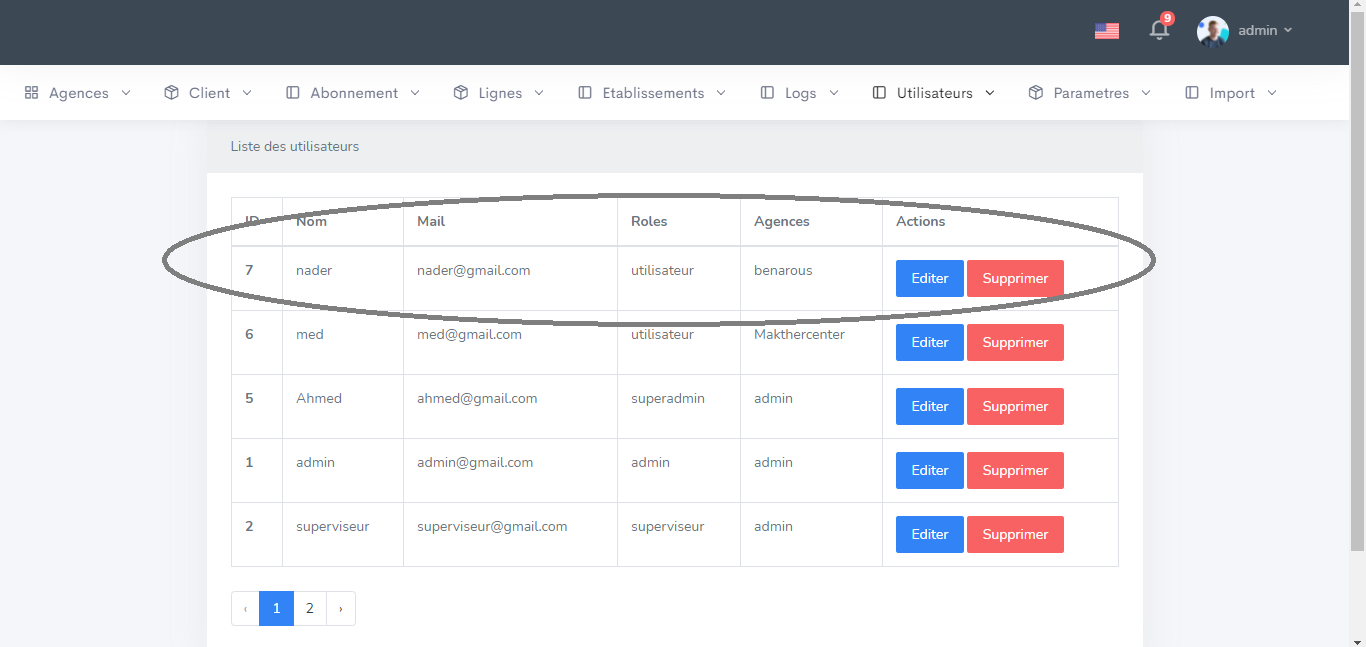 9
admin
Agences Client Abonnement Lignes Etablissements Logs Utilisateurs Parametres Import
Liste des utilisateurs
ID Nom Mail Roles Agences Actions
7 nader nader@gmail.com utilisateur benarous Editer Supprimer
6 med med@gmail.com utilisateur Makthercenter Editer Supprimer
5 Ahmed ahmed@gmail.com superadmin admin Editer Supprimer
1 admin admin@gmail.com admin admin Editer Supprimer
2 superviseur superviseur@gmail.com superviseur admin Editer Supprimer
‹ 1 2 ›